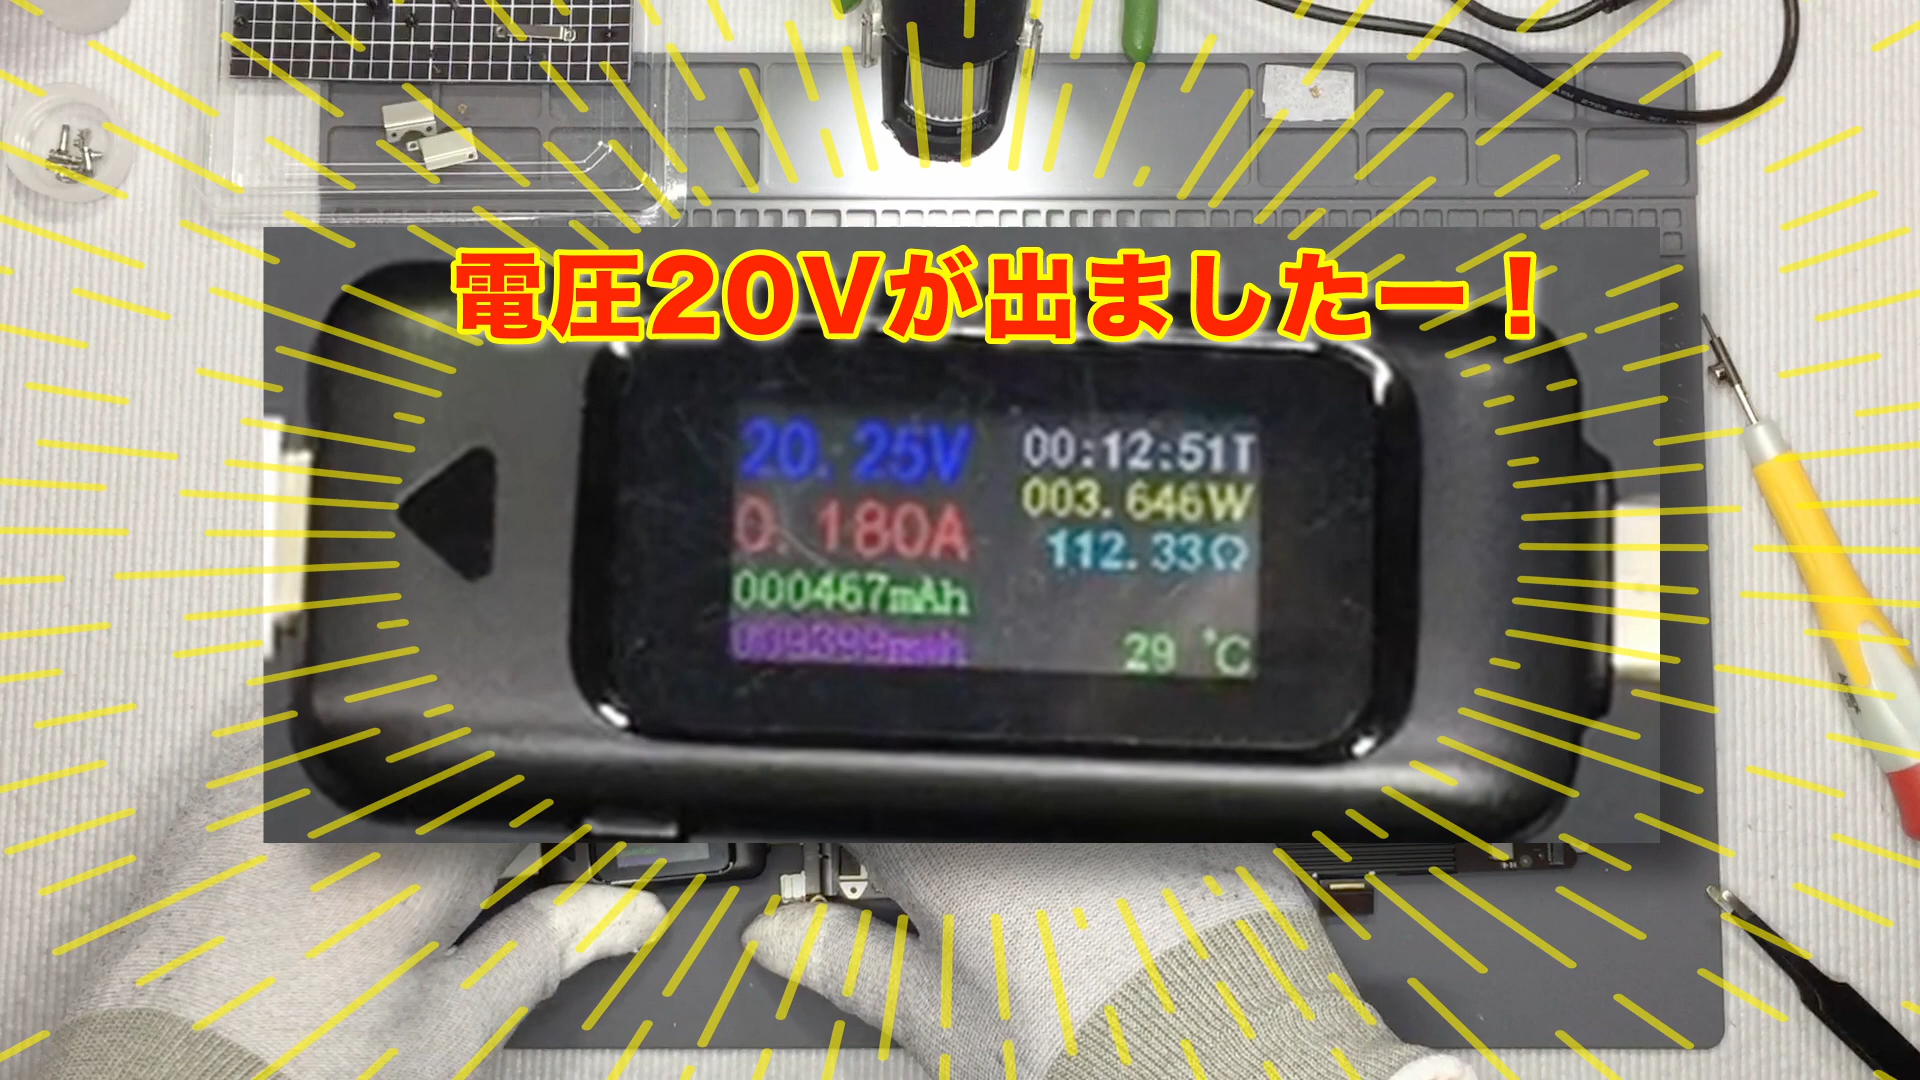 電圧20Vが出ましたー！
20.25V
00:12:51T
0.180A
003.646W
112.33Ω
000467mAh
29 ℃